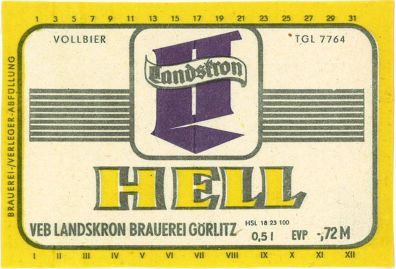 1 3 5 7 9 11 13 15 17 19 21 23 25 27 29 31
VOLLBIER
TGL 7764
Landskron
BRAUEREI-/VERLEGER-ABFÜLLUNG
HELL
VEB LANDSKRON BRAUEREI GÖRLITZ
HSL 18 23 100
0,5 l EVP -,72 M
I II III IV V VI VII VIII IX X XI XII